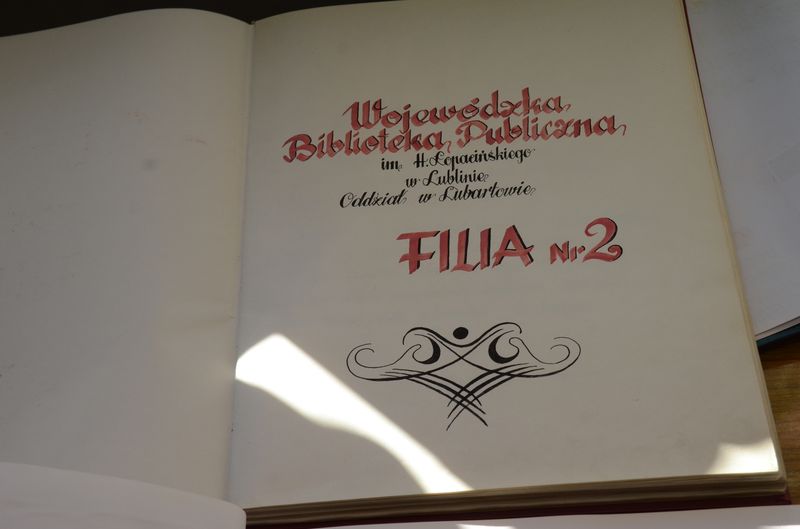 Wojewódzka
Biblioteka Publiczna
im. H. Łopacińskiego
w Lublinie
Oddział w Lubartowie
FILIA Nr 2